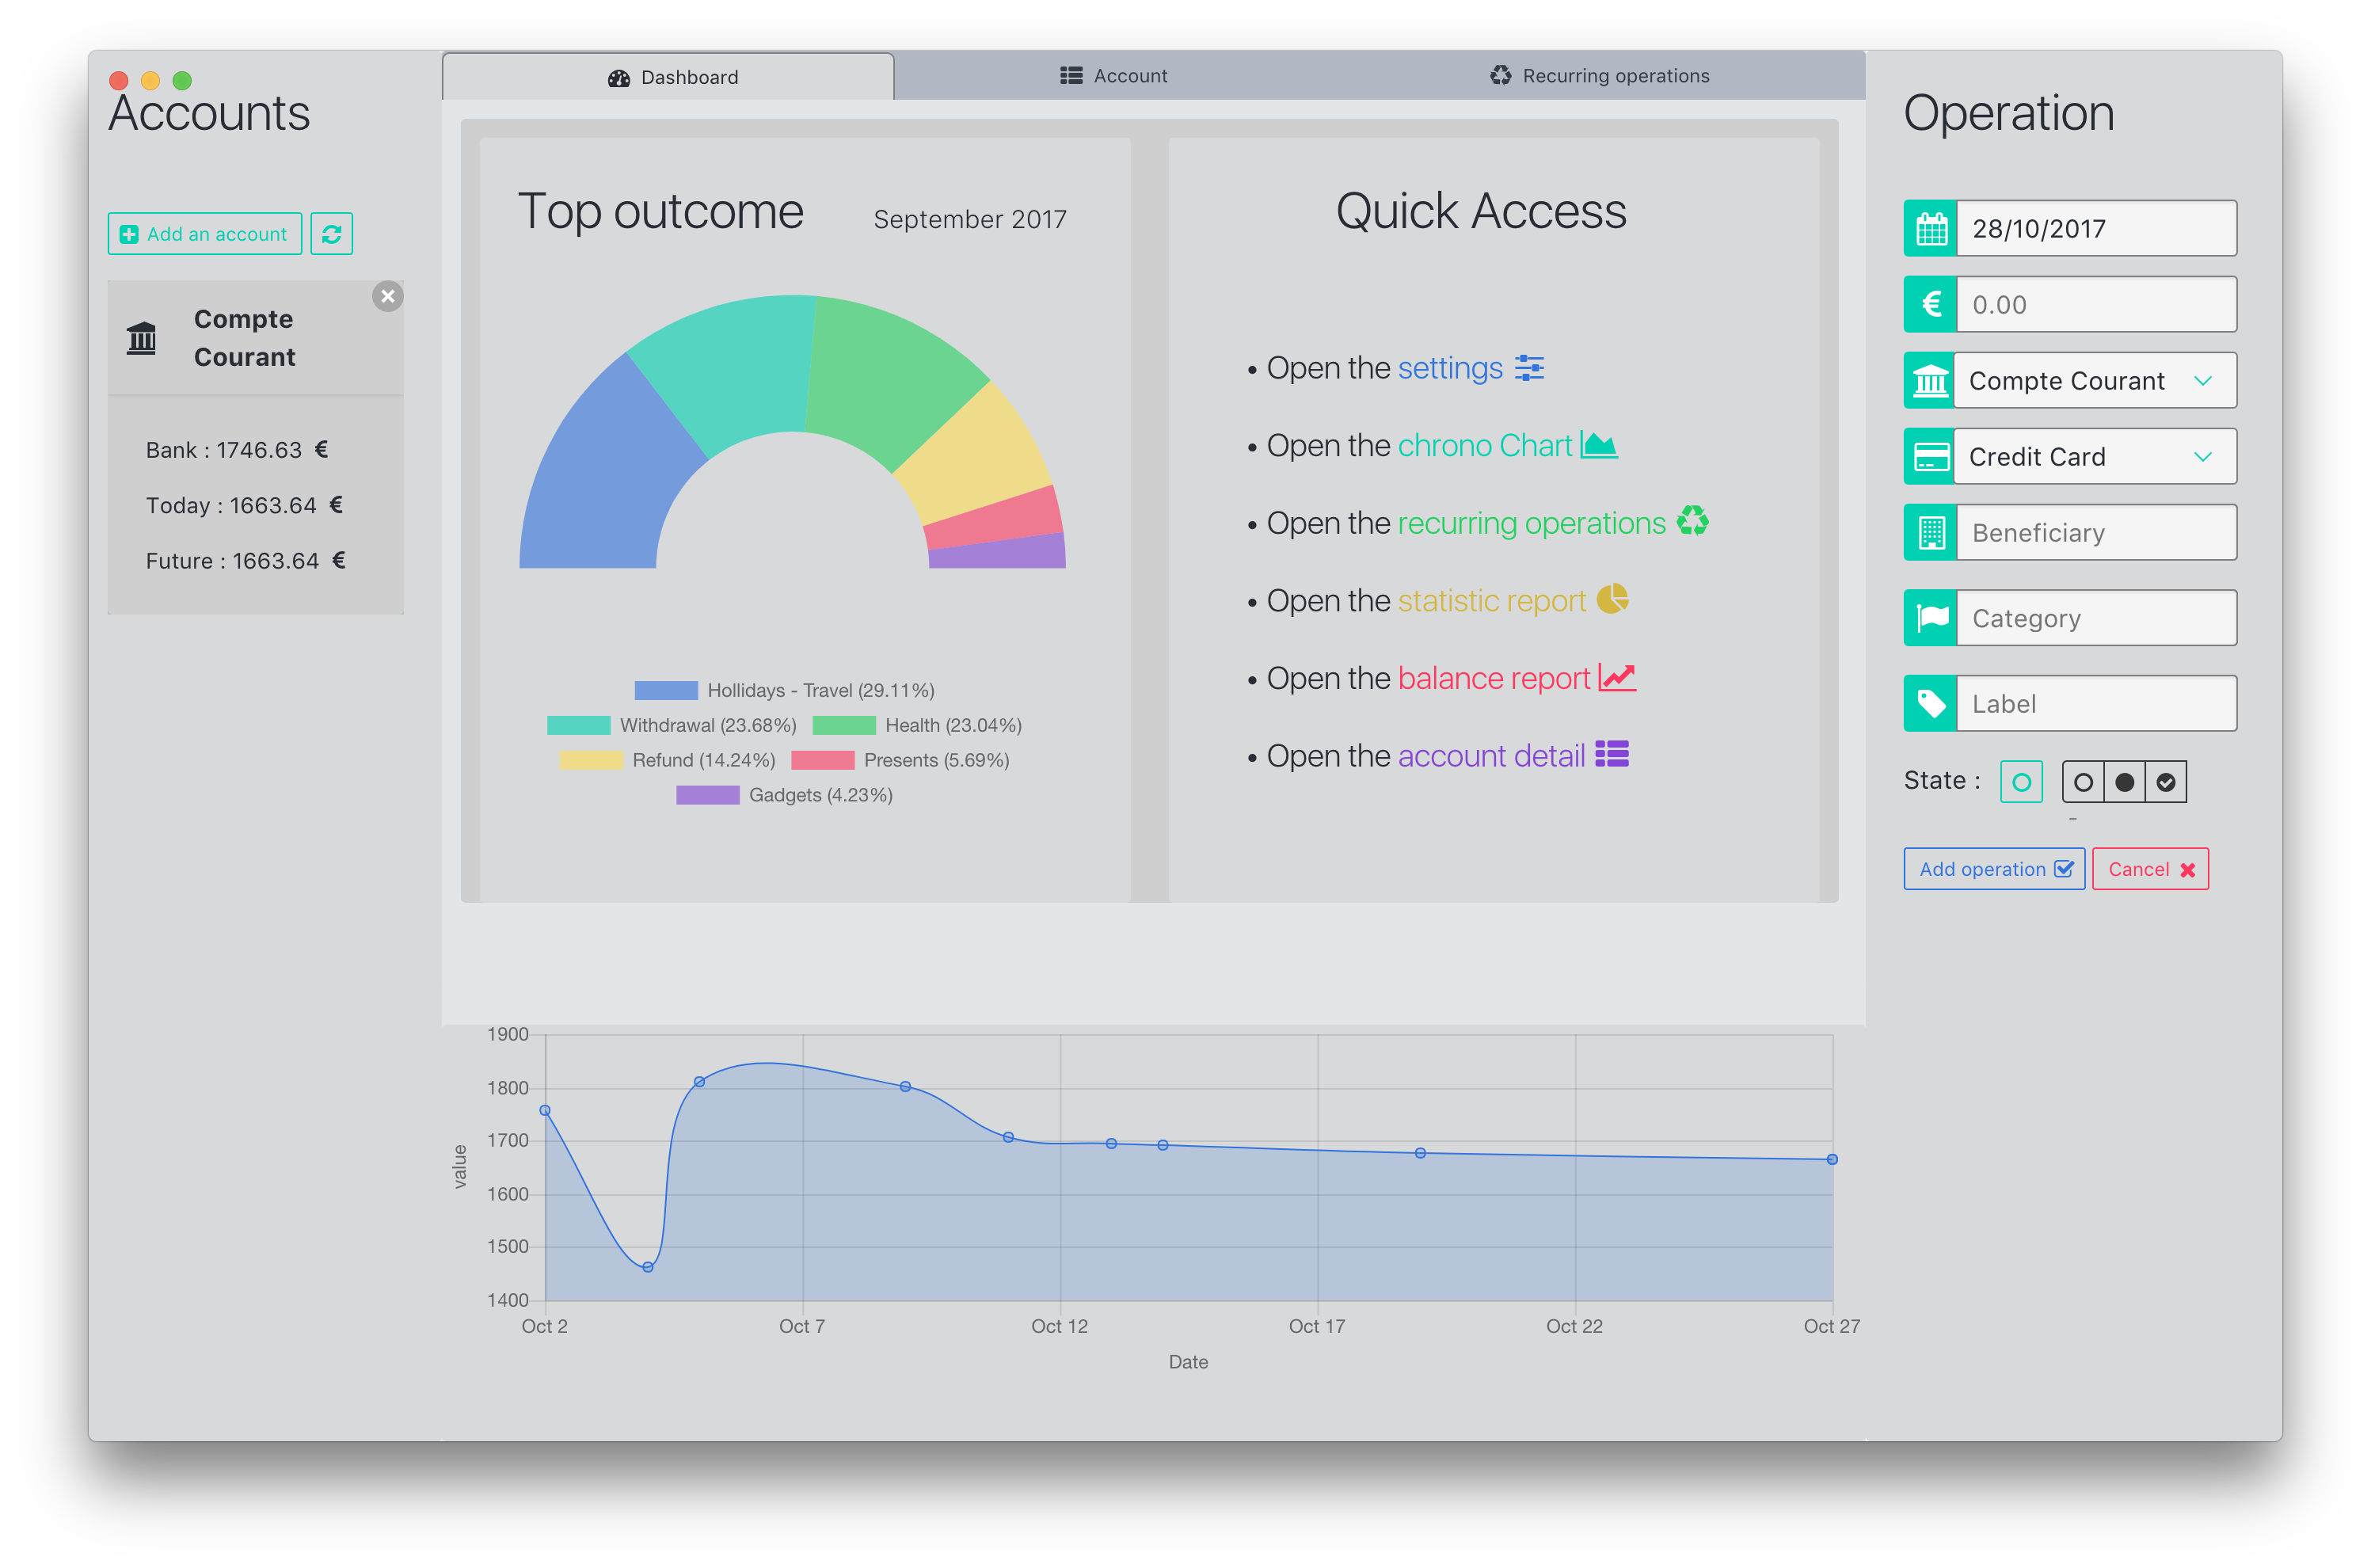 Accounts
Add an account
Compte
Courant
Bank : 1746.63 €
Today : 1663.64 €
Future : 1663.64 €
Dashboard
Account
Recurring operations
Top outcome
September 2017
Hollidays - Travel (29.11%)
Withdrawal (23.68%) Health (23.04%)
Refund (14.24%) Presents (5.69%)
Gadgets (4.23%)
Quick Access
• Open the settings
• Open the chrono Chart
• Open the recurring operations
• Open the statistic report
• Open the balance report
• Open the account detail
1900
1800
1700
1600
1500
1400
value
Oct 2 Oct 7 Oct 12 Oct 17 Oct 22 Oct 27
Date
Operation
28/10/2017
€ 0.00
Compte Courant
Credit Card
Beneficiary
Category
Label
State :
-
Add operation
Cancel